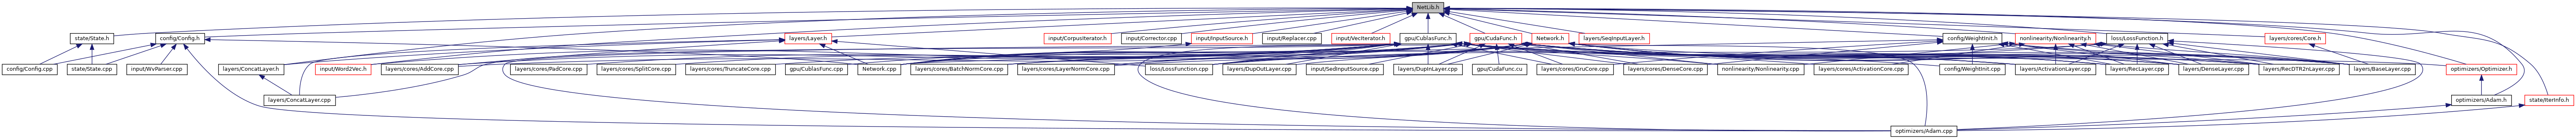 NetLib.h
state/State.h
config/Config.h
layers/Layer.h
input/CorpusIterator.h
input/Corrector.cpp
input/InputSource.h
input/Replacer.cpp
input/VecIterator.h
gpu/CublasFunc.h
gpu/CudaFunc.h
Network.h
layers/SeqInputLayer.h
config/WeightInit.h
nonlinearity/Nonlinearity.h
loss/LossFunction.h
layers/cores/Core.h
config/Config.cpp
state/State.cpp
input/WvParser.cpp
layers/ConcatLayer.h
input/Word2Vec.h
layers/cores/AddCore.cpp
Network.cpp
layers/cores/PadCore.cpp
layers/cores/SplitCore.cpp
layers/cores/TruncateCore.cpp
gpu/CublasFunc.cpp
layers/cores/BatchNormCore.cpp
layers/cores/LayerNormCore.cpp
loss/LossFunction.cpp
layers/DupOutLayer.cpp
input/SedInputSource.cpp
layers/DupInLayer.cpp
gpu/CudaFunc.cu
layers/cores/GruCore.cpp
layers/cores/DenseCore.cpp
nonlinearity/Nonlinearity.cpp
layers/cores/ActivationCore.cpp
config/WeightInit.cpp
layers/ActivationLayer.cpp
layers/RecLayer.cpp
layers/DenseLayer.cpp
layers/RecDTR2nLayer.cpp
layers/BaseLayer.cpp
optimizers/Optimizer.h
layers/ConcatLayer.cpp
optimizers/Adam.h
state/IterInfo.h
optimizers/Adam.cpp